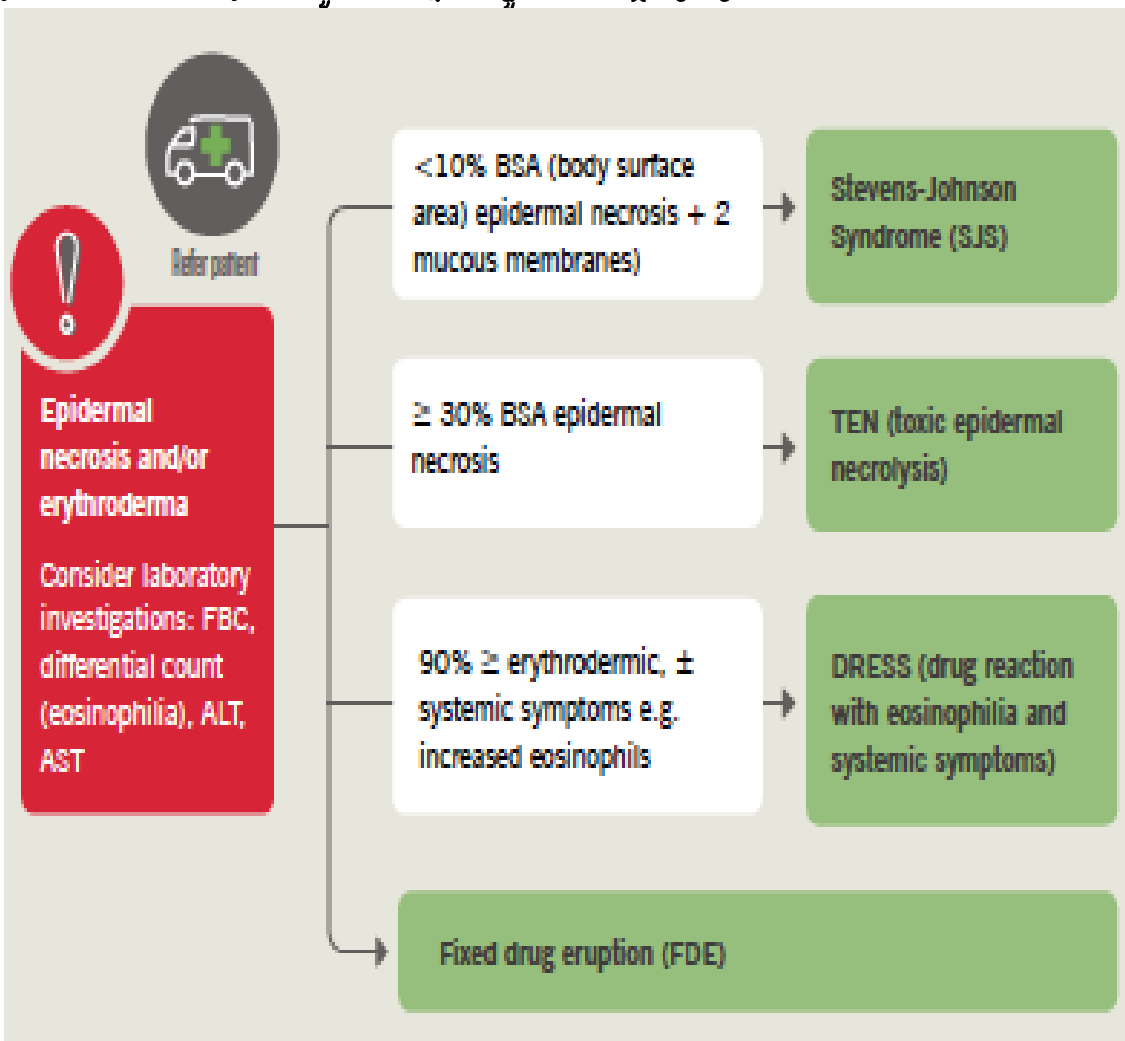 Refer patient
Epidermal
necrosis and/or
erythroderma
Consider laboratory
investigations: FBC,
differential count
(eosinophilia), ALT,
AST
<10% BSA (body surface
area) epidermal necrosis + 2
mucous membranes)
Stevens-Johnson
Syndrome (SJS)
≥ 30% BSA epidermal
necrosis
TEN (toxic epidermal
necrolysis)
90% ≥ erythrodermic, ±
systemic symptoms e.g.
increased eosinophils
DRESS (drug reaction
with eosinophilia and
systemic symptoms)
Fixed drug eruption (FDE)